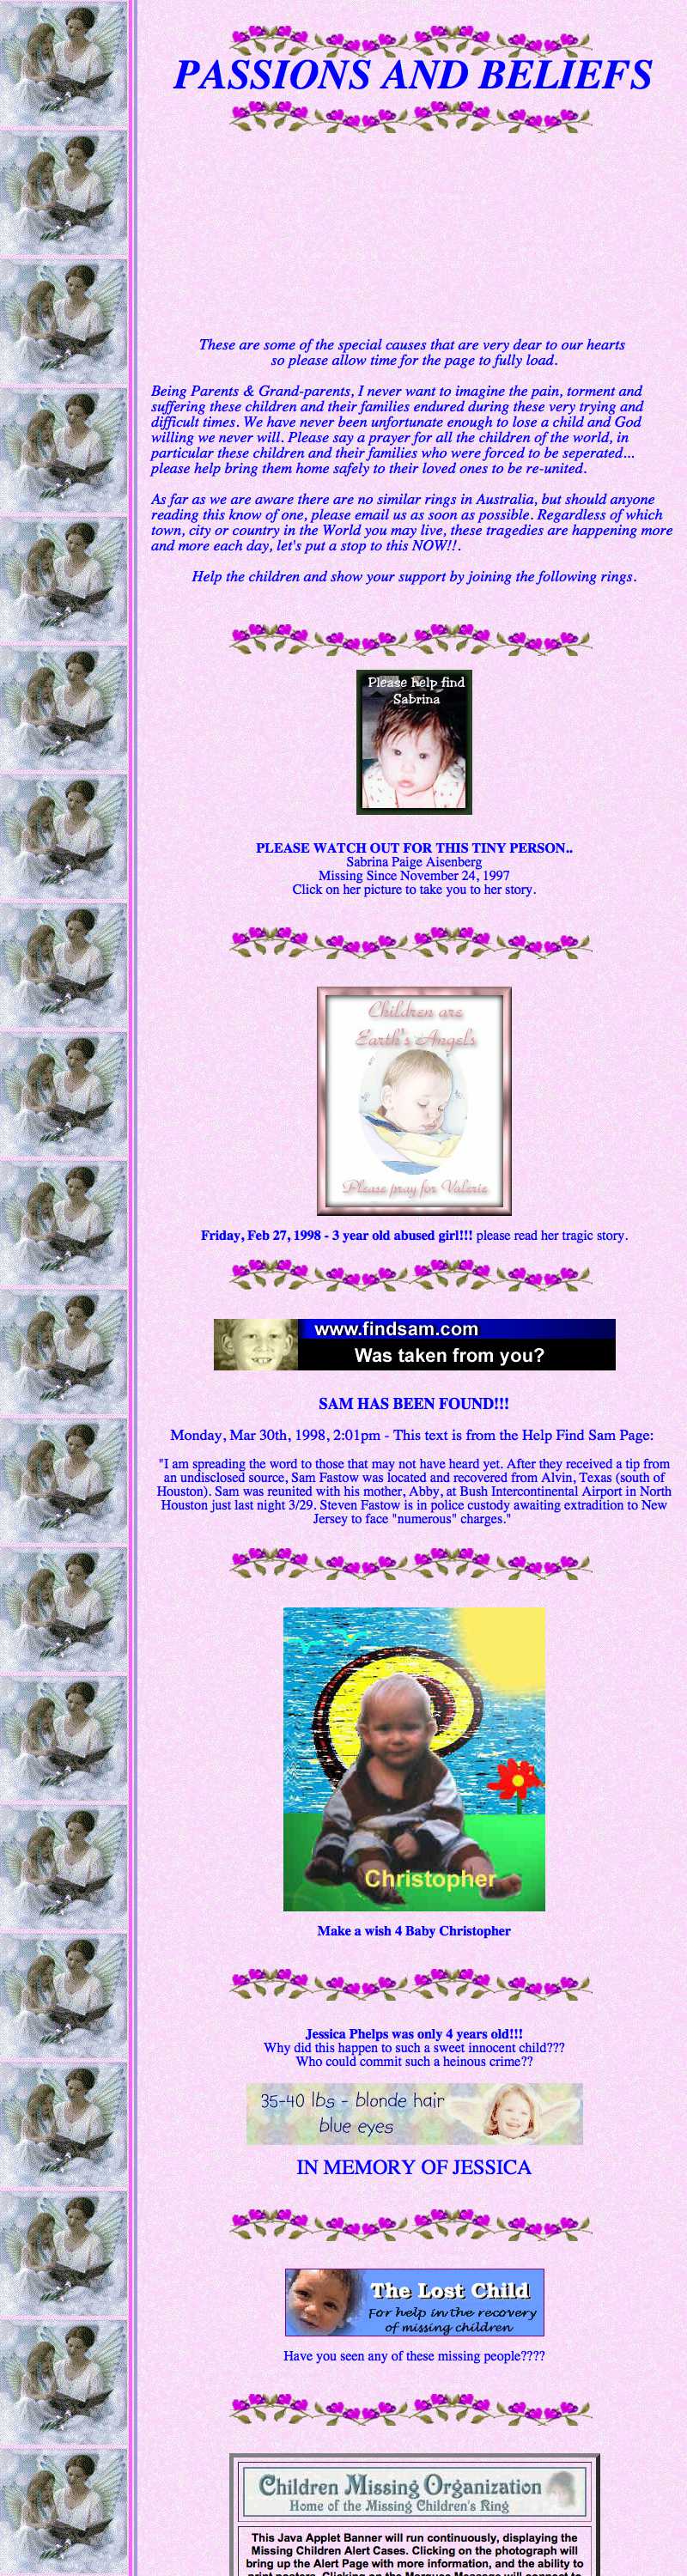 PASSIONS AND BELIEFS
These are some of the special causes that are very dear to our hearts
so please allow time for the page to fully load.
Being Parents & Grand-parents, I never want to imagine the pain, torment and
suffering these children and their families endured during these very trying and
difficult times. We have never been unfortunate enough to lose a child and God
willing we never will. Please say a prayer for all the children of the world, in
particular these children and their families who were forced to be seperated...
please help bring them home safely to their loved ones to be re-united.
As far as we are aware there are no similar rings in Australia, but should anyone
reading this know of one, please email us as soon as possible. Regardless of which
town, city or country in the World you may live, these tragedies are happening more
and more each day, let's put a stop to this NOW!!.
Help the children and show your support by joining the following rings.
Please help find
Sabrina
PLEASE WATCH OUT FOR THIS TINY PERSON..
Sabrina Paige Aisenberg
Missing Since November 24, 1997
Click on her picture to take you to her story.
Children are
Earth's Angels
Please pray for Valerie
Friday, Feb 27, 1998 - 3 year old abused girl!!! please read her tragic story.
www.findsam.com
Was taken from you?
SAM HAS BEEN FOUND!!!
Monday, Mar 30th, 1998, 2:01pm - This text is from the Help Find Sam Page:
"I am spreading the word to those that may not have heard yet. After they received a tip from
an undisclosed source, Sam Fastow was located and recovered from Alvin, Texas (south of
Houston). Sam was reunited with his mother, Abby, at Bush Intercontinental Airport in North
Houston just last night 3/29. Steven Fastow is in police custody awaiting extradition to New
Jersey to face "numerous" charges."
Christopher
Make a wish 4 Baby Christopher
Jessica Phelps was only 4 years old!!!
Why did this happen to such a sweet innocent child???
Who could commit such a heinous crime??
35-40 lbs - blonde hair
blue eyes
IN MEMORY OF JESSICA
The Lost Child
For help in the recovery
of missing children
Have you seen any of these missing people????
Children Missing Organization
Home of the Missing Children's Ring
This Java Applet Banner will run continuously, displaying the
Missing Children Alert Cases. Clicking on the photograph will
bring up the Alert Page with more information, and the ability to
print posters. Clicking on the Marquee Message will connect to